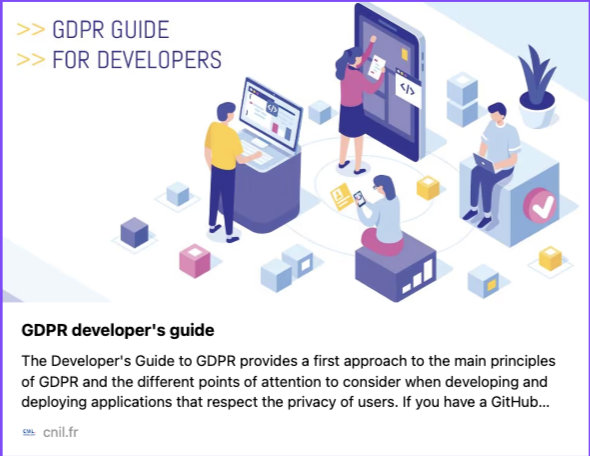 >> GDPR GUIDE
>> FOR DEVELOPERS
</>
GDPR developer's guide
The Developer's Guide to GDPR provides a first approach to the main principles
of GDPR and the different points of attention to consider when developing and
deploying applications that respect the privacy of users. If you have a GitHub...
CNIL. cnil.fr